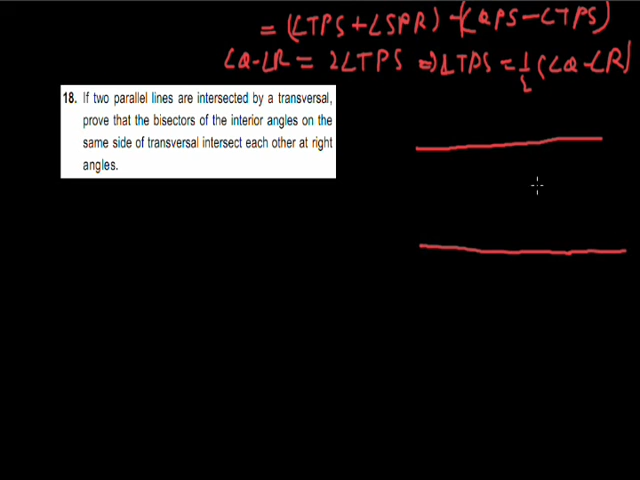 = (∠TPS+∠SPR) -(∠QPS-∠TPS)
∠Q-∠R = 2∠TPS ⇒ ∠TPS = 1/2 (∠Q-∠R)
18. If two parallel lines are intersected by a transversal,
prove that the bisectors of the interior angles on the
same side of transversal intersect each other at right
angles.